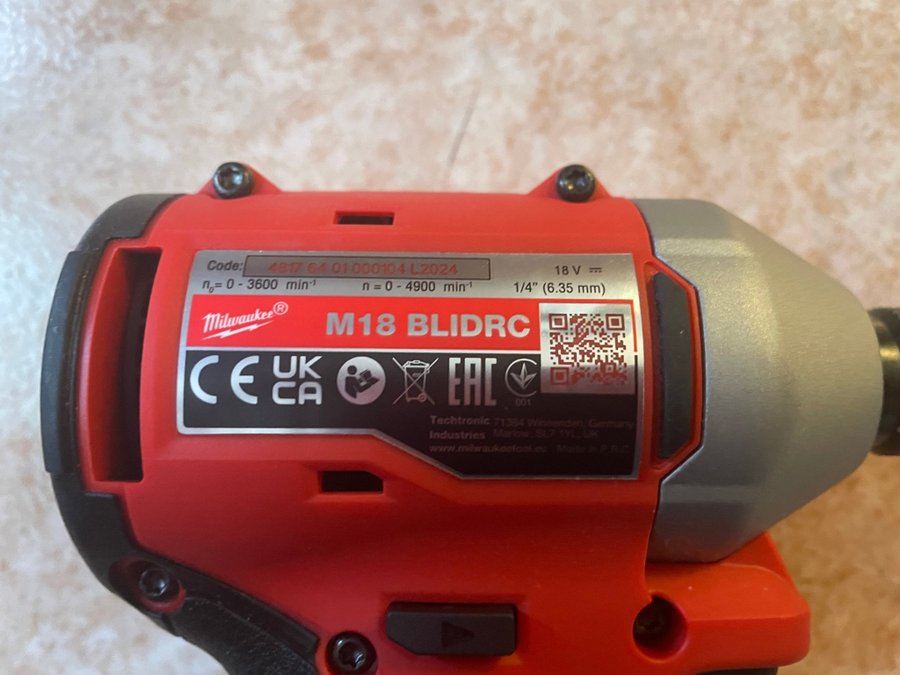 Code: 4817 64 01 000104 L2024
18 V
n₀= 0 - 3600 min⁻¹ n = 0 - 4900 min⁻¹ 1/4" (6.35 mm)
Milwaukee® M18 BLIDRC
CE UK CA EAC 001
Techtronic 71364 Winnenden, Germany
Industries Marlow, SL7 1YL, UK
www.milwaukeetool.eu Made in P.R.C.